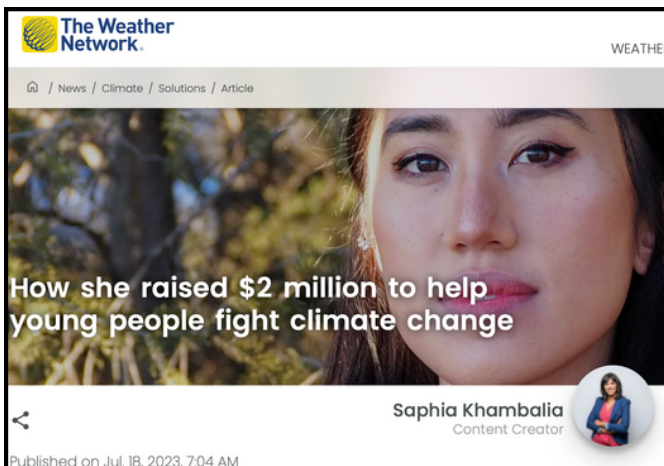 The Weather
Network.
WEATHE
/ News / Climate / Solutions / Article
How she raised $2 million to help
young people fight climate change
Saphia Khambalia
Content Creator
Published on Jul. 18, 2023, 7:04 AM